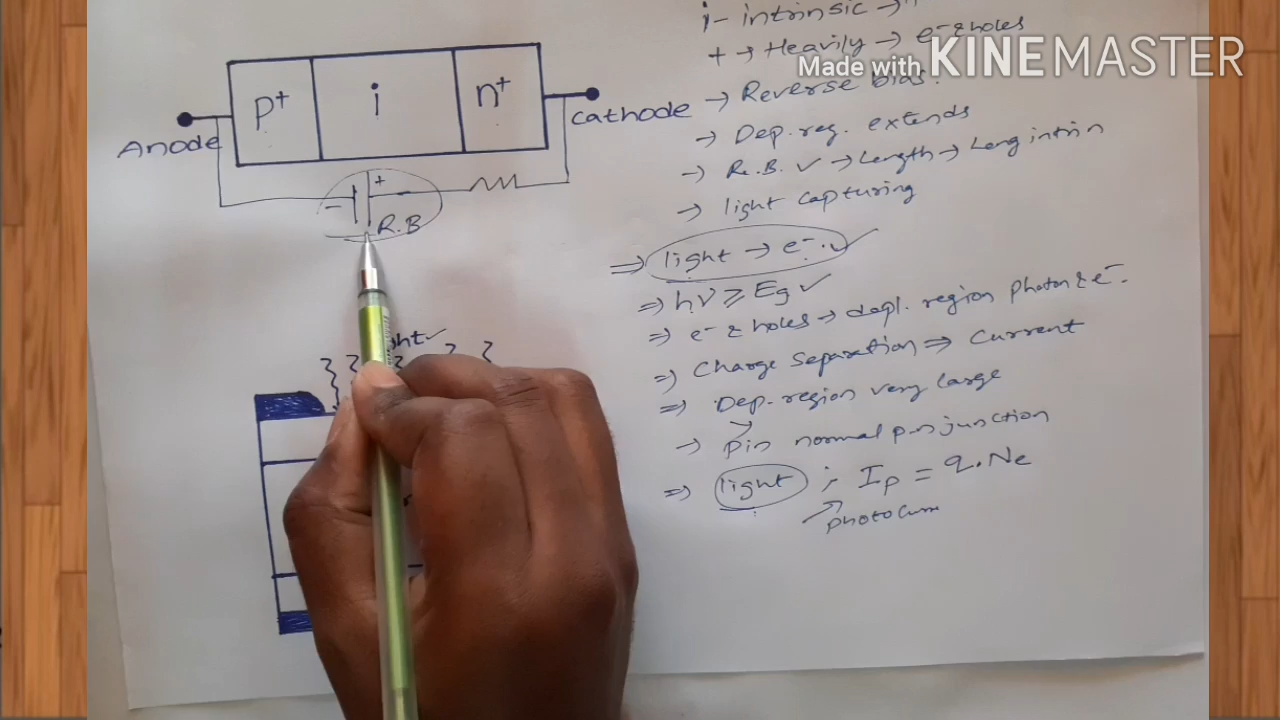 i- intrinsic →
+ → Heavily → e⁻ & holes
Made with KINEMASTER
→ Reverse bias.
→ Dep. reg. extends
→ R.B. ✓ → Length → Long intrin
→ light capturing
⇒ light → e⁻. ✓
⇒ hν ≥ Eg ✓
⇒ e⁻ & holes → depl. region photon & e⁻.
⇒ Charge separation ⇒ Current
⇒ Dep. region very large
→ pin normal p-n junction
⇒ light ; Ip = q.Ne
photocurre
p+ i n+
Anode
Cathode
- +
R.B
ght ✓